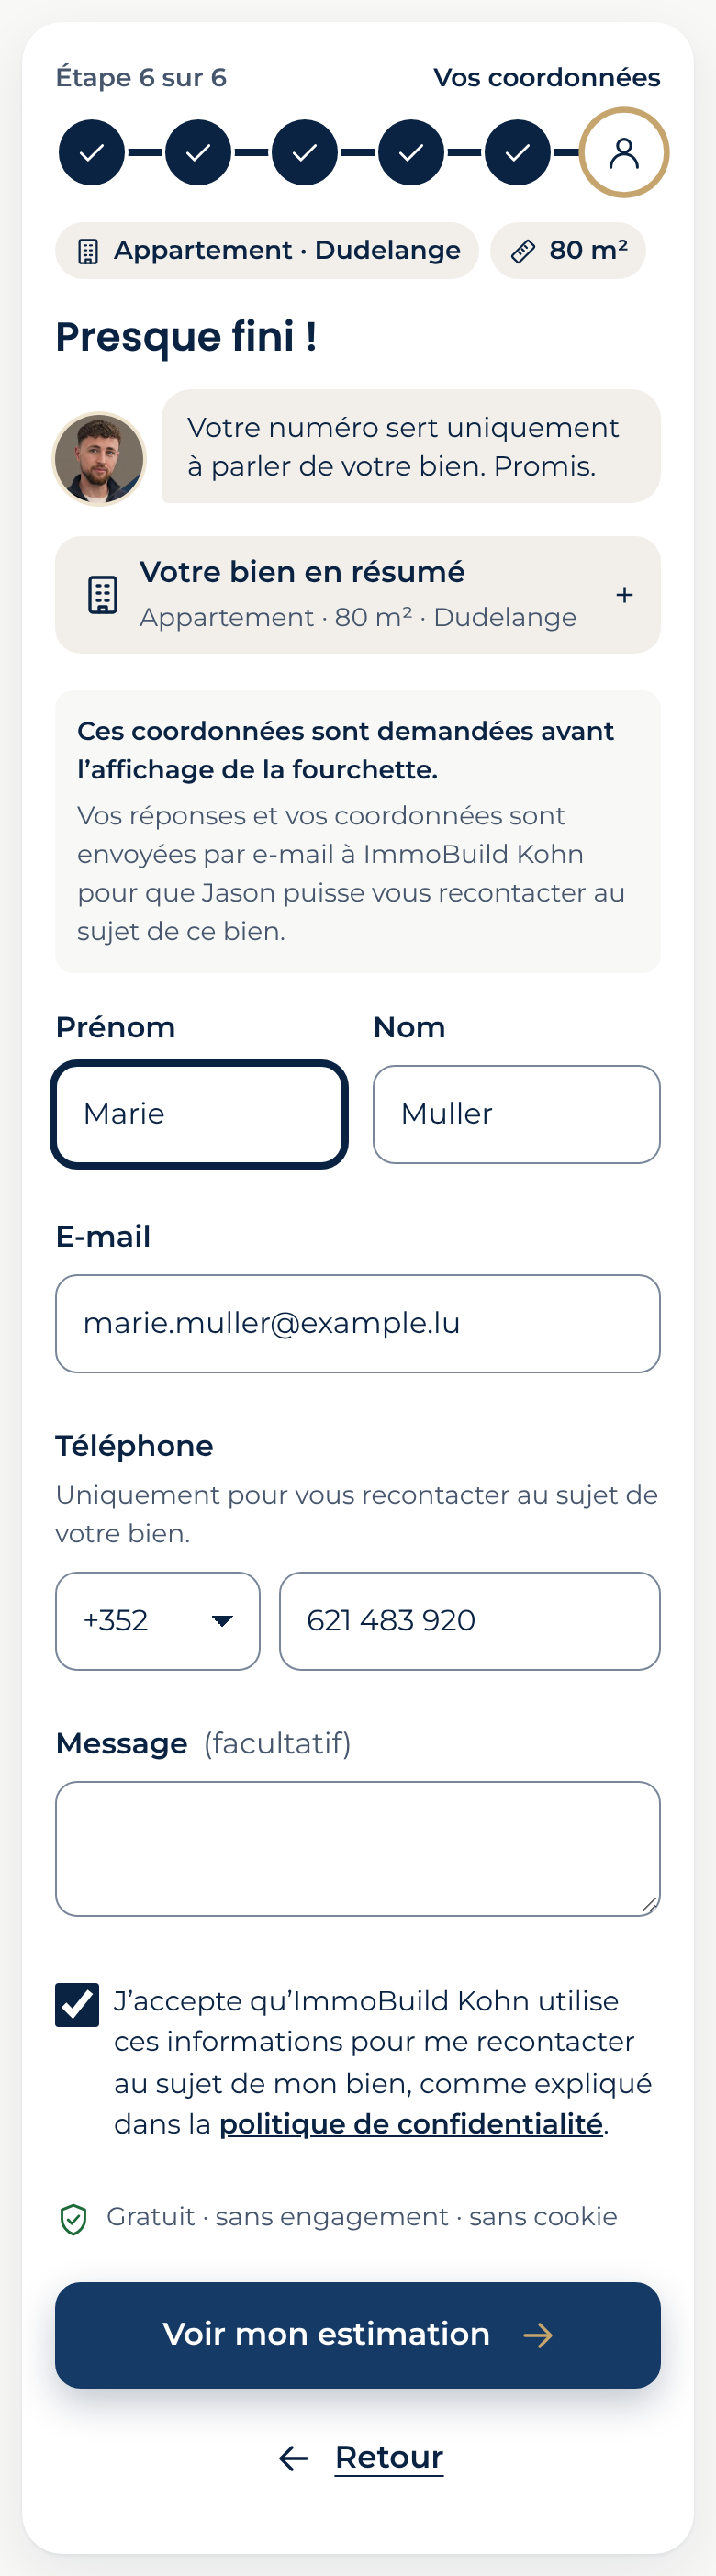 Étape 6 sur 6
Vos coordonnées
Appartement · Dudelange
80 m²
Presque fini !
Votre numéro sert uniquement
à parler de votre bien. Promis.
Votre bien en résumé
Appartement · 80 m² · Dudelange
+
Ces coordonnées sont demandées avant
l’affichage de la fourchette.
Vos réponses et vos coordonnées sont
envoyées par e-mail à ImmoBuild Kohn
pour que Jason puisse vous recontacter au
sujet de ce bien.
Prénom
Nom
Marie
Muller
E-mail
marie.muller@example.lu
Téléphone
Uniquement pour vous recontacter au sujet de
votre bien.
+352
621 483 920
Message (facultatif)
J’accepte qu’ImmoBuild Kohn utilise
ces informations pour me recontacter
au sujet de mon bien, comme expliqué
dans la politique de confidentialité.
Gratuit · sans engagement · sans cookie
Voir mon estimation →
← Retour